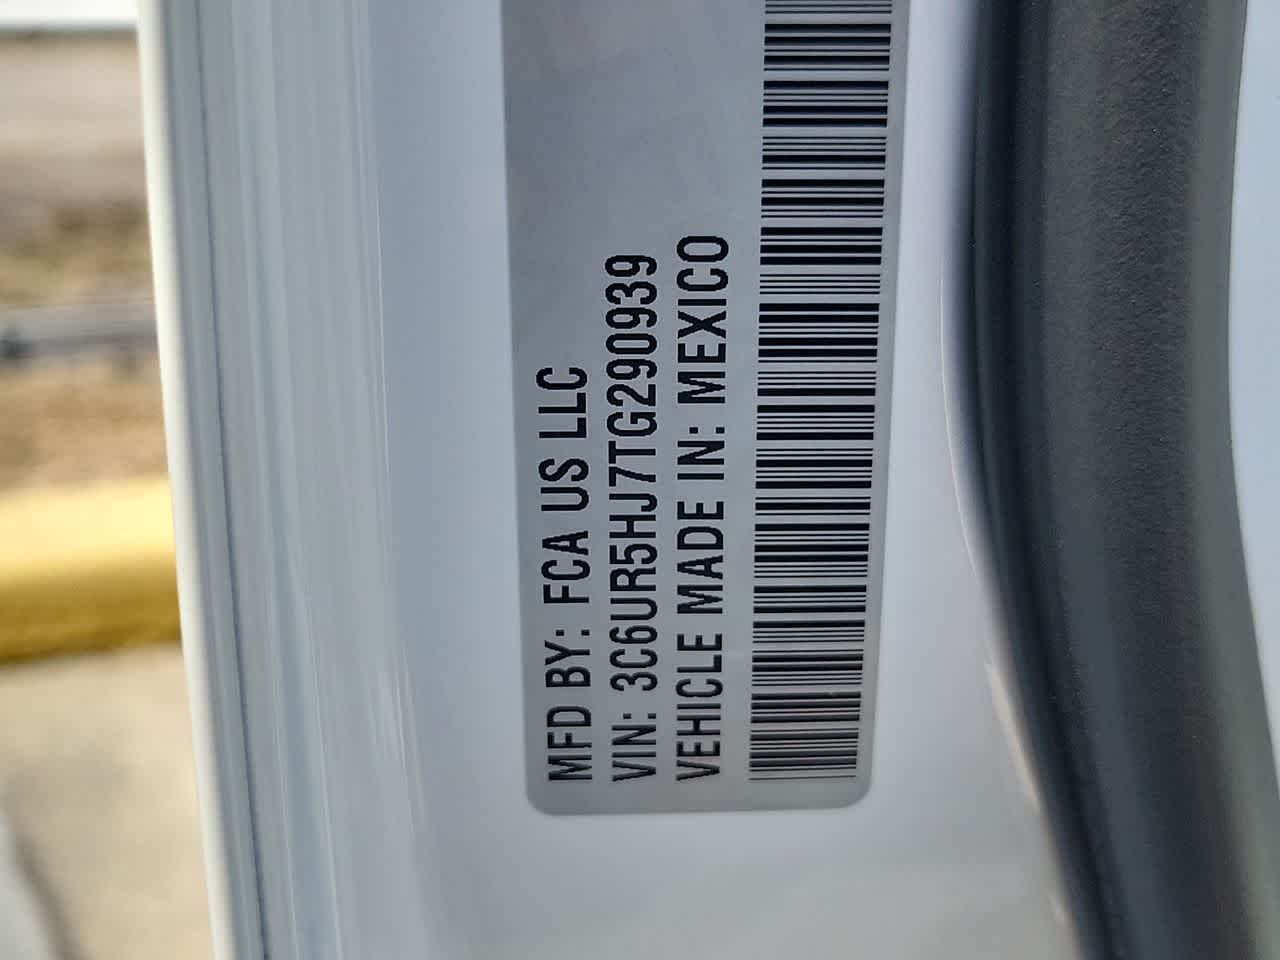 MFD BY: FCA US LLC
VIN: 3C6UR5HJ7TG290939
VEHICLE MADE IN: MEXICO